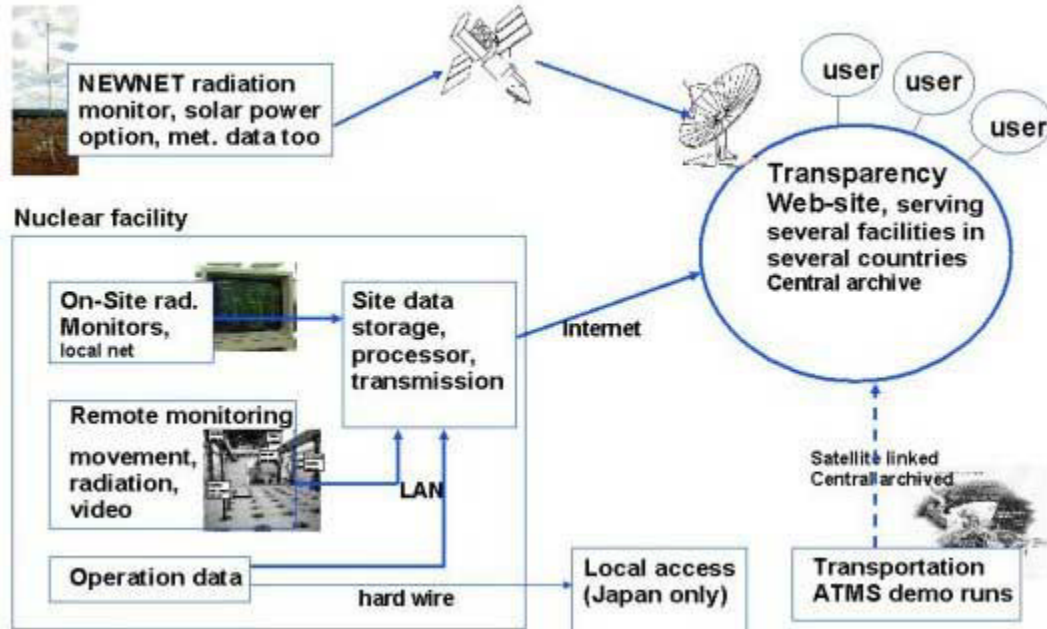 NEWNET radiation
monitor, solar power
option, met. data too
user
user
user
Transparency
Web-site, serving
several facilities in
several countries
Central archive
Nuclear facility
On-Site rad.
Monitors,
local net
Site data
storage,
processor,
transmission
Internet
Remote monitoring
movement,
radiation,
video
LAN
Satellite linked
Central archived
Operation data
hard wire
Local access
(Japan only)
Transportation
ATMS demo runs